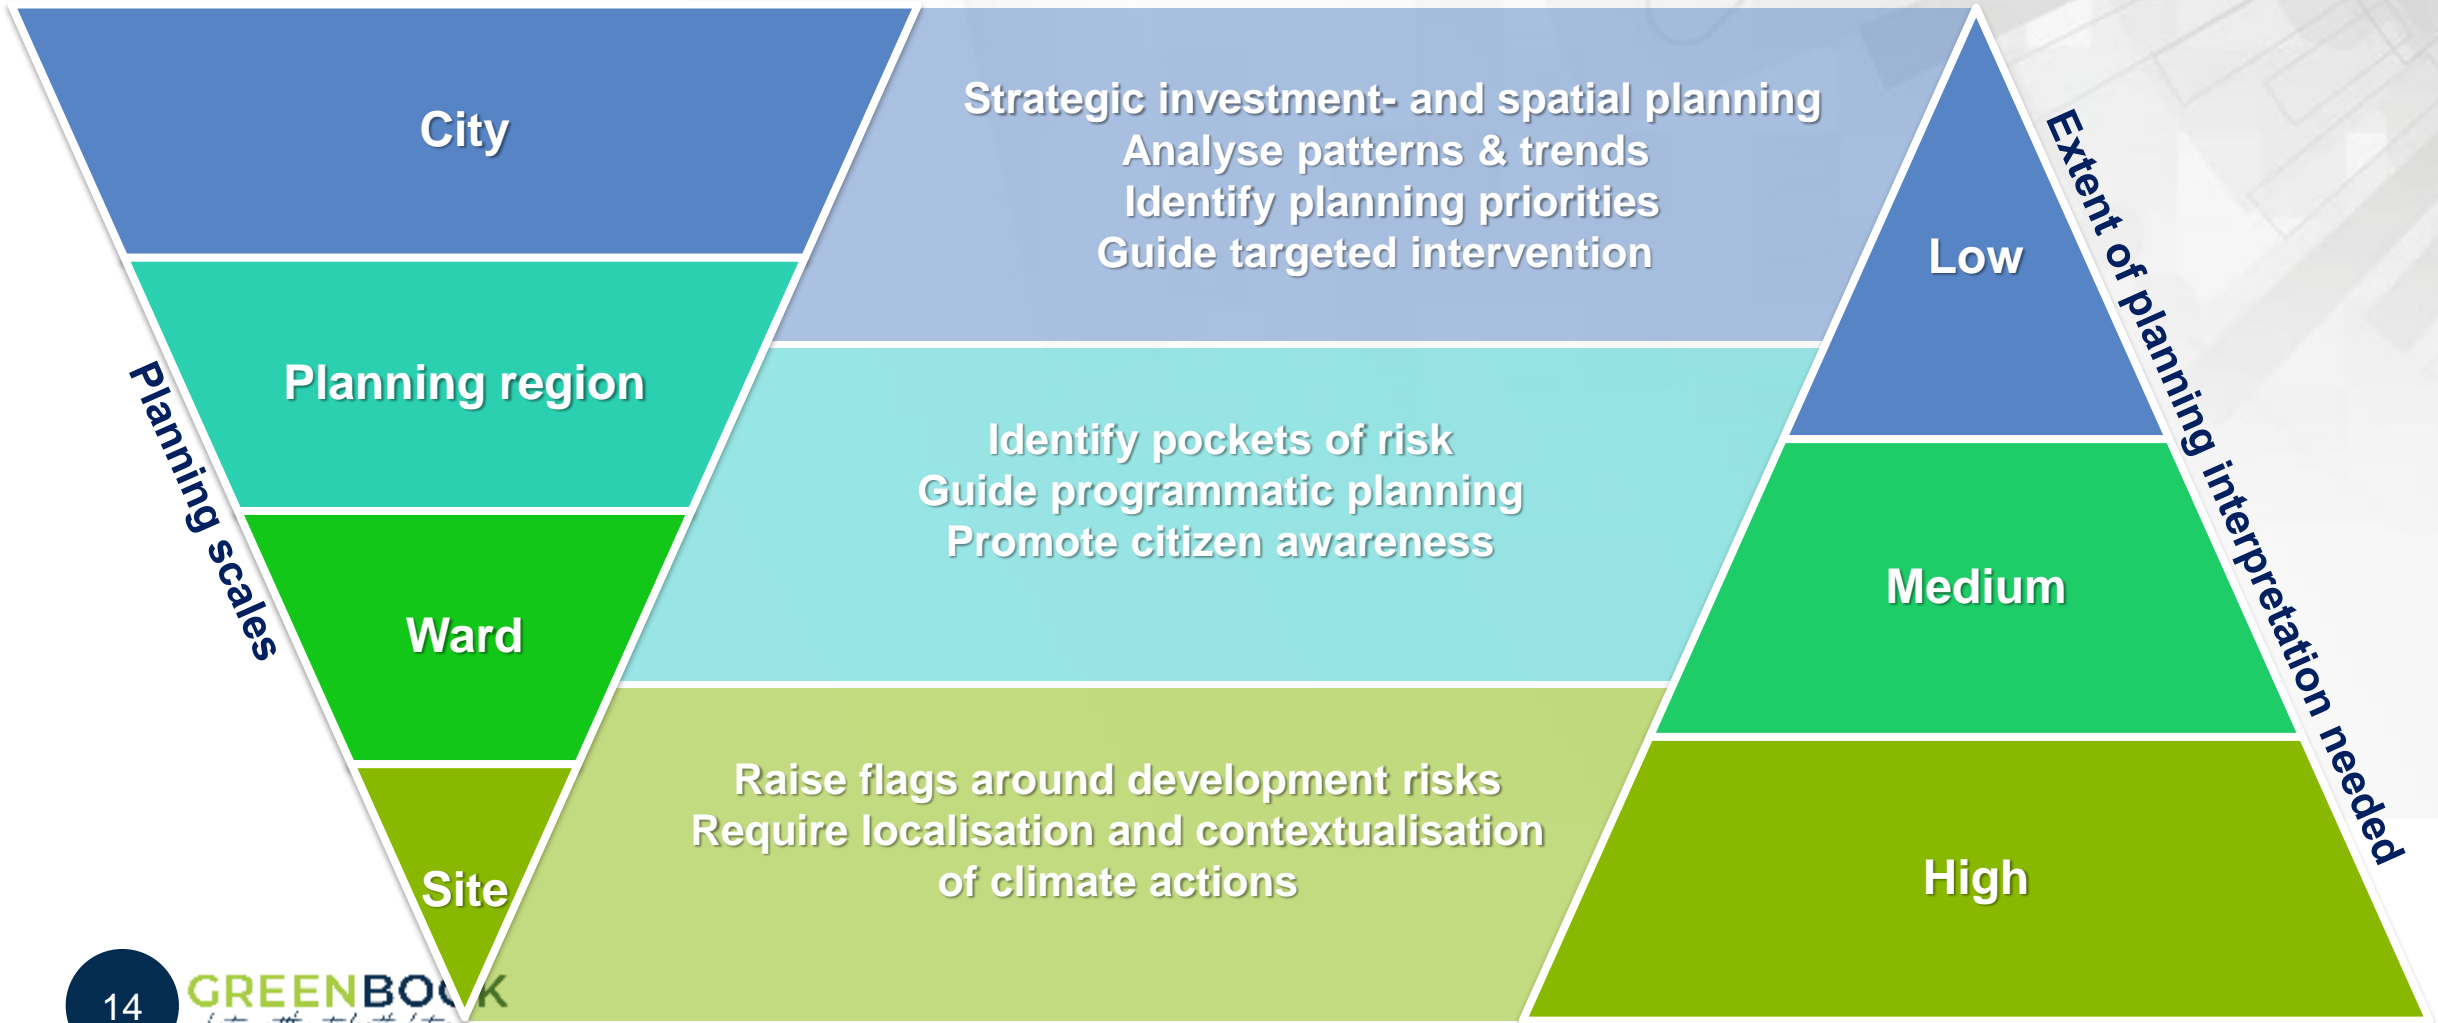 City
Planning region
Ward
Site
Planning scales
Strategic investment- and spatial planning
Analyse patterns & trends
Identify planning priorities
Guide targeted intervention
Identify pockets of risk
Guide programmatic planning
Promote citizen awareness
Raise flags around development risks
Require localisation and contextualisation
of climate actions
Low
Medium
High
Extent of planning interpretation needed
14
GREENBOOK